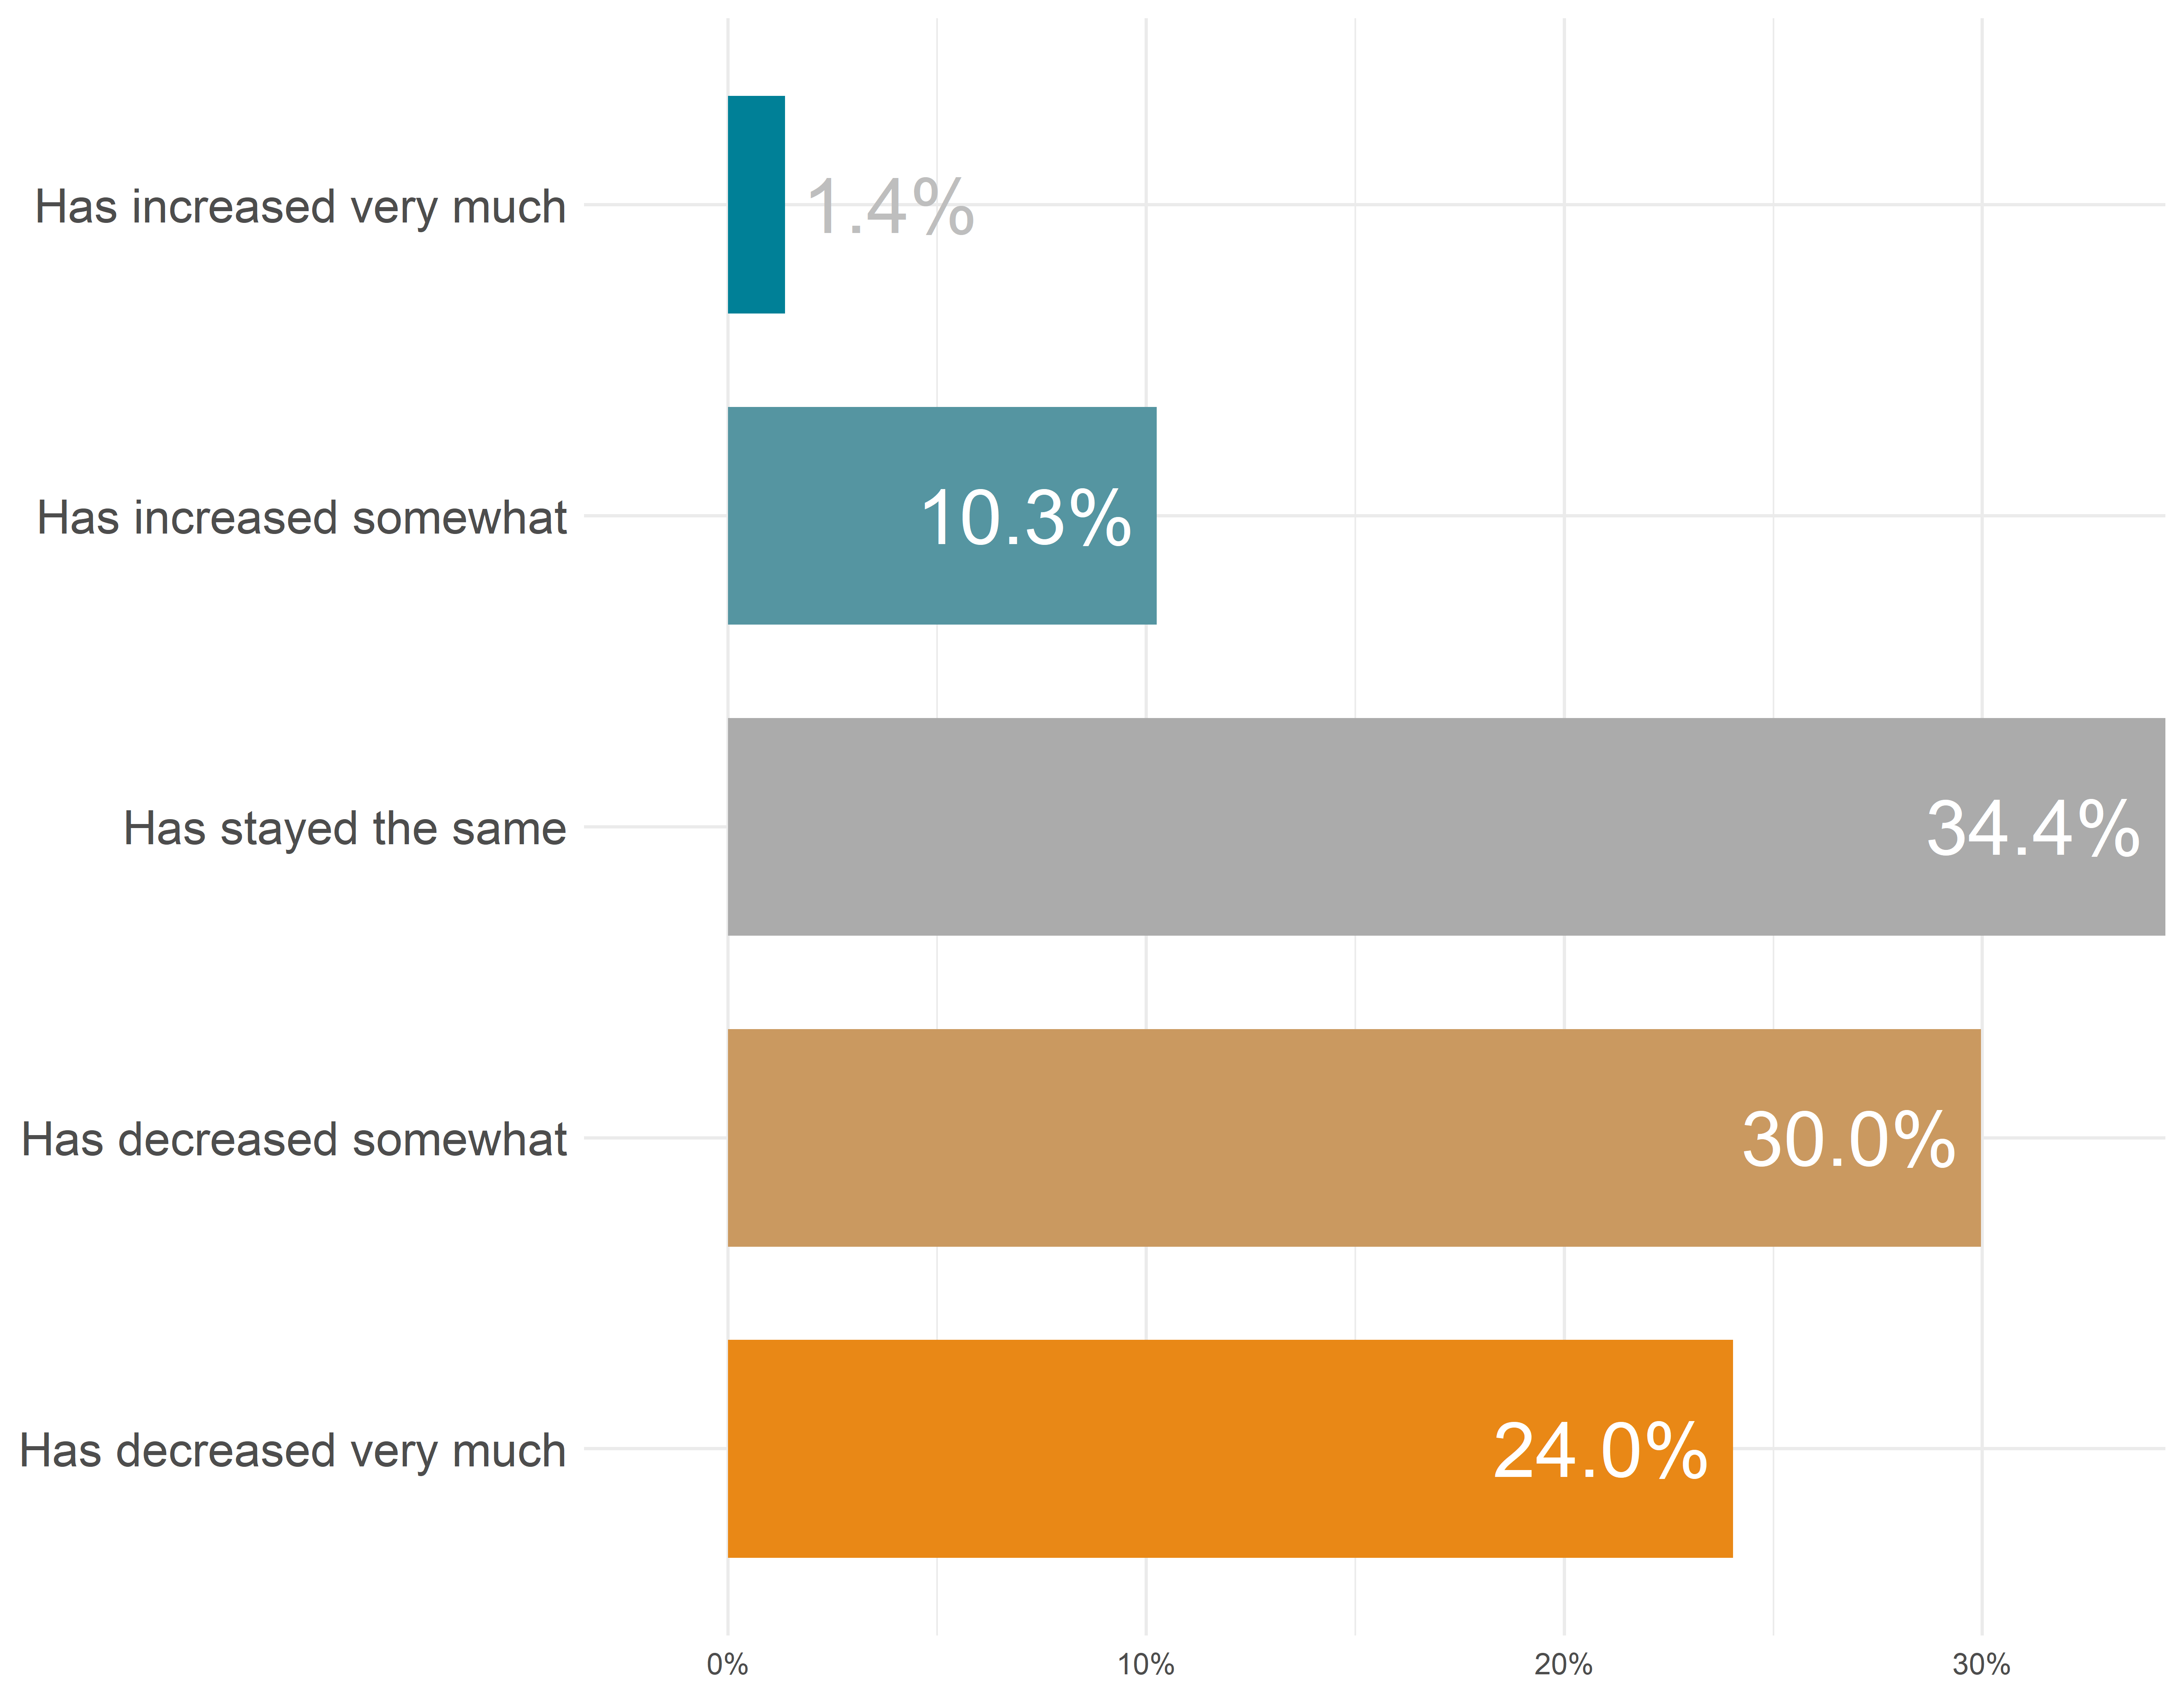 Has increased very much
1.4%
Has increased somewhat
10.3%
Has stayed the same
34.4%
Has decreased somewhat
30.0%
Has decreased very much
24.0%
0%
10%
20%
30%